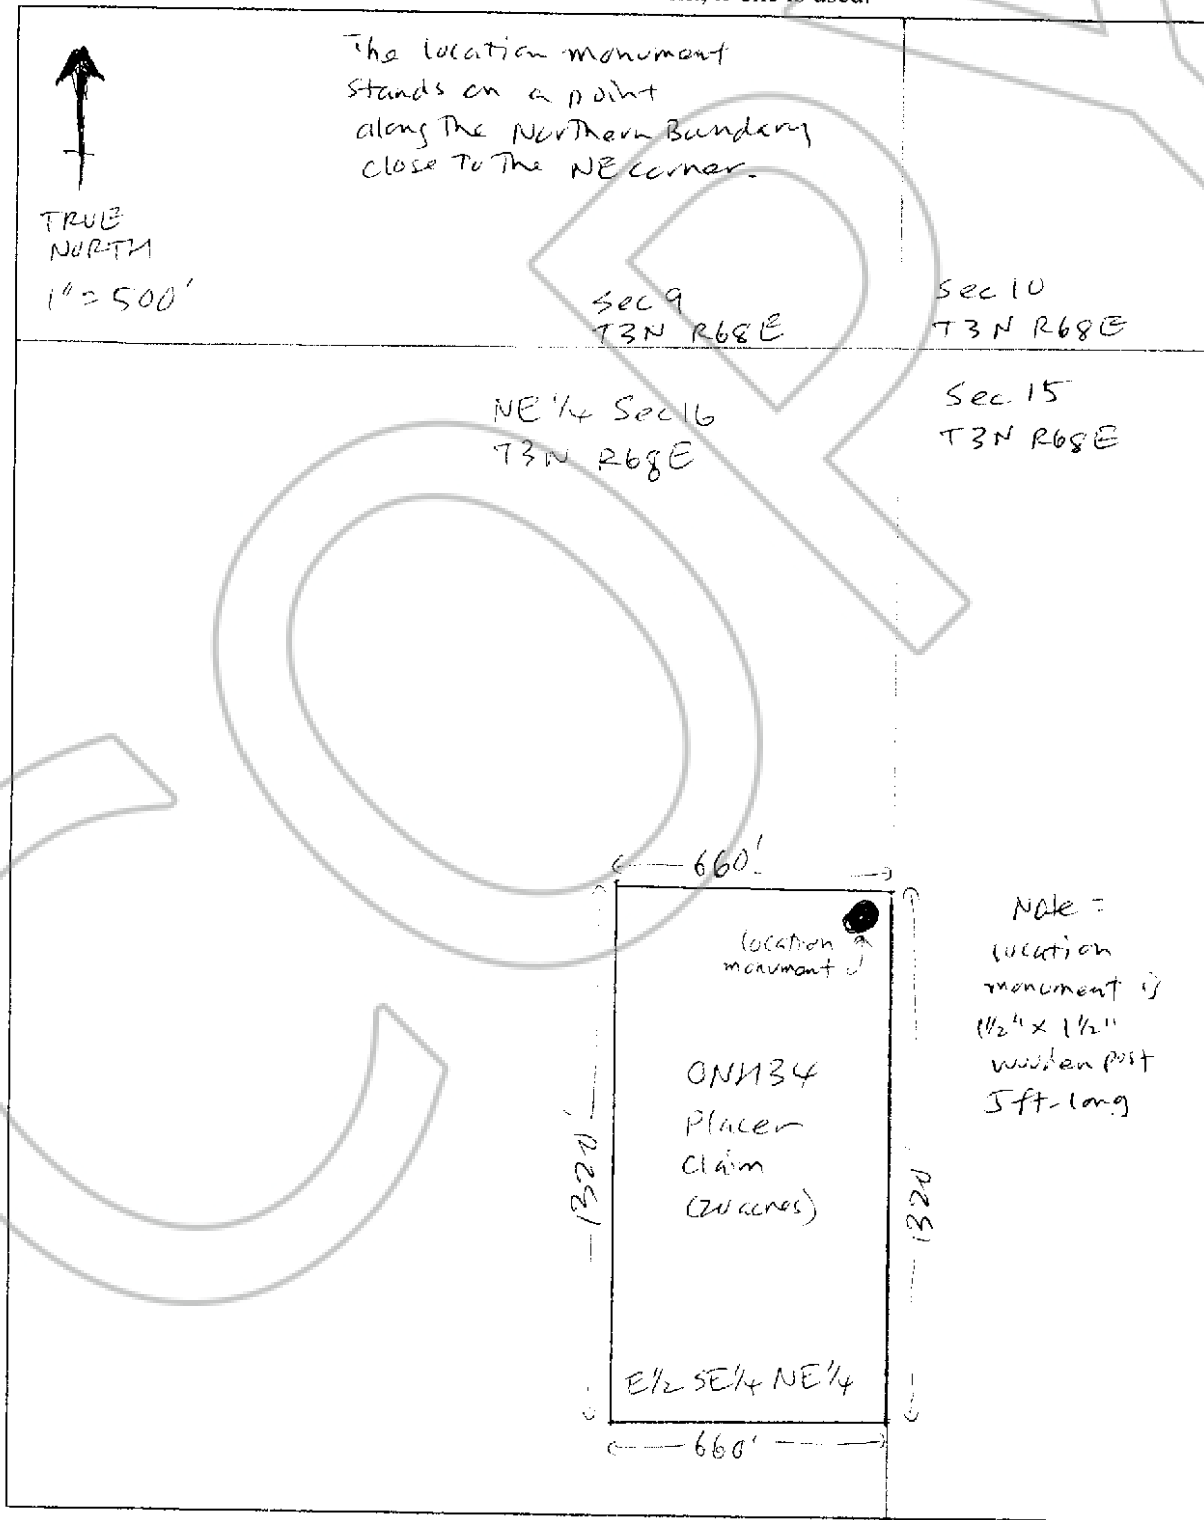 The location monument
stands on a point
along The Northern Boundary
close To The NE corner.
TRUE
NORTH
1" = 500'
Sec 9
T3N R68E
Sec 10
T3N R68E
NE 1/4 Sec 16
T3N R68E
Sec. 15
T3N R68E
660'
location
monument
Note =
location
monument is
1 1/2" x 1 1/2"
wooden post
5ft-long
1320'
ONH34
Placer
Claim
(20 acres)
1320
E1/2 SE1/4 NE1/4
660'
COPY